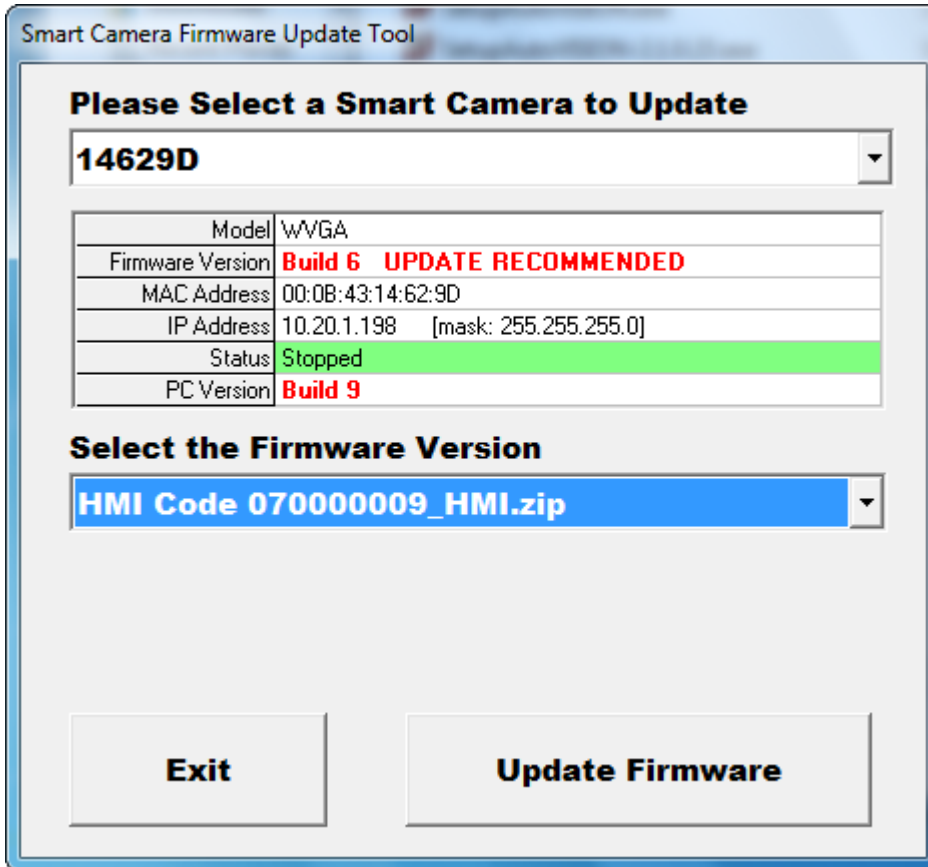 Smart Camera Firmware Update Tool
Please Select a Smart Camera to Update
14629D
Model WVGA
Firmware Version Build 6 UPDATE RECOMMENDED
MAC Address 00:0B:43:14:62:9D
IP Address 10.20.1.198 [mask: 255.255.255.0]
Status Stopped
PC Version Build 9
Select the Firmware Version
HMI Code 070000009_HMI.zip
Exit Update Firmware